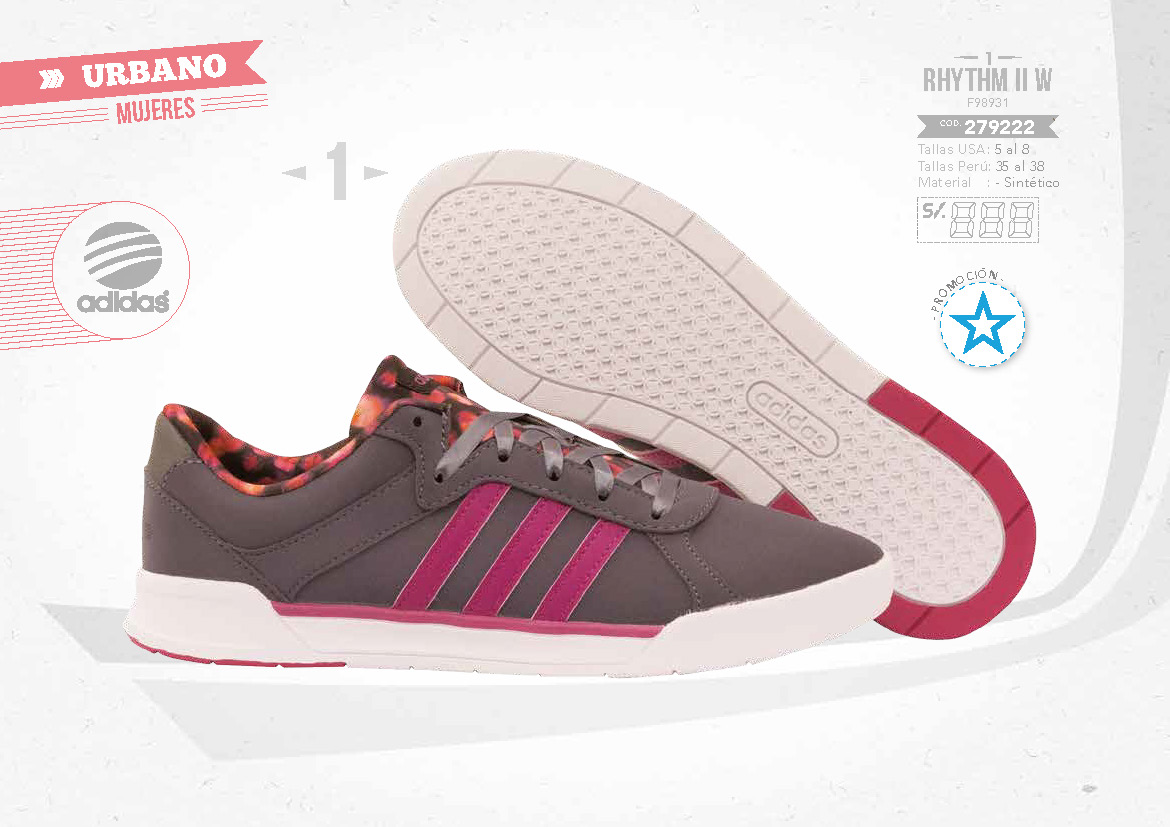 URBANO
MUJERES
adidas
1
1
RHYTHM II W
F98931
COD. 279222
Tallas USA: 5 al 8
Tallas Perú: 35 al 38
Material : - Sintético
S/. 888
- PROMOCIÓN -
adidas